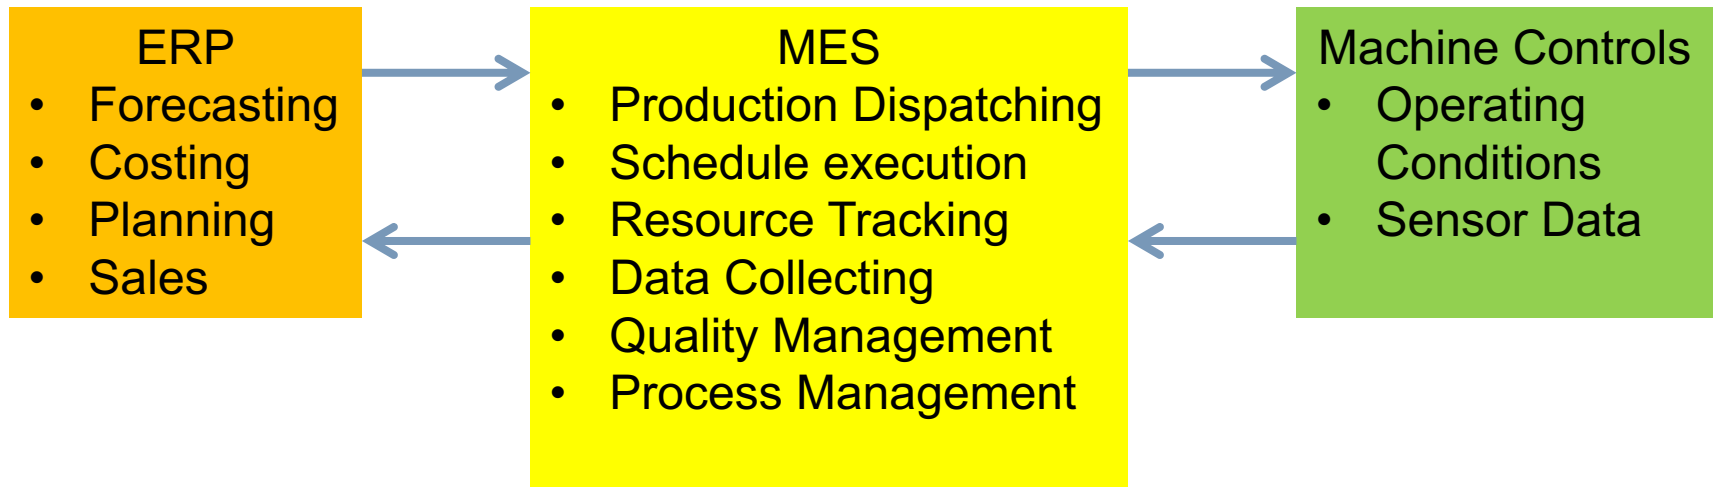 ERP
• Forecasting
• Costing
• Planning
• Sales
MES
• Production Dispatching
• Schedule execution
• Resource Tracking
• Data Collecting
• Quality Management
• Process Management
Machine Controls
• Operating
Conditions
• Sensor Data